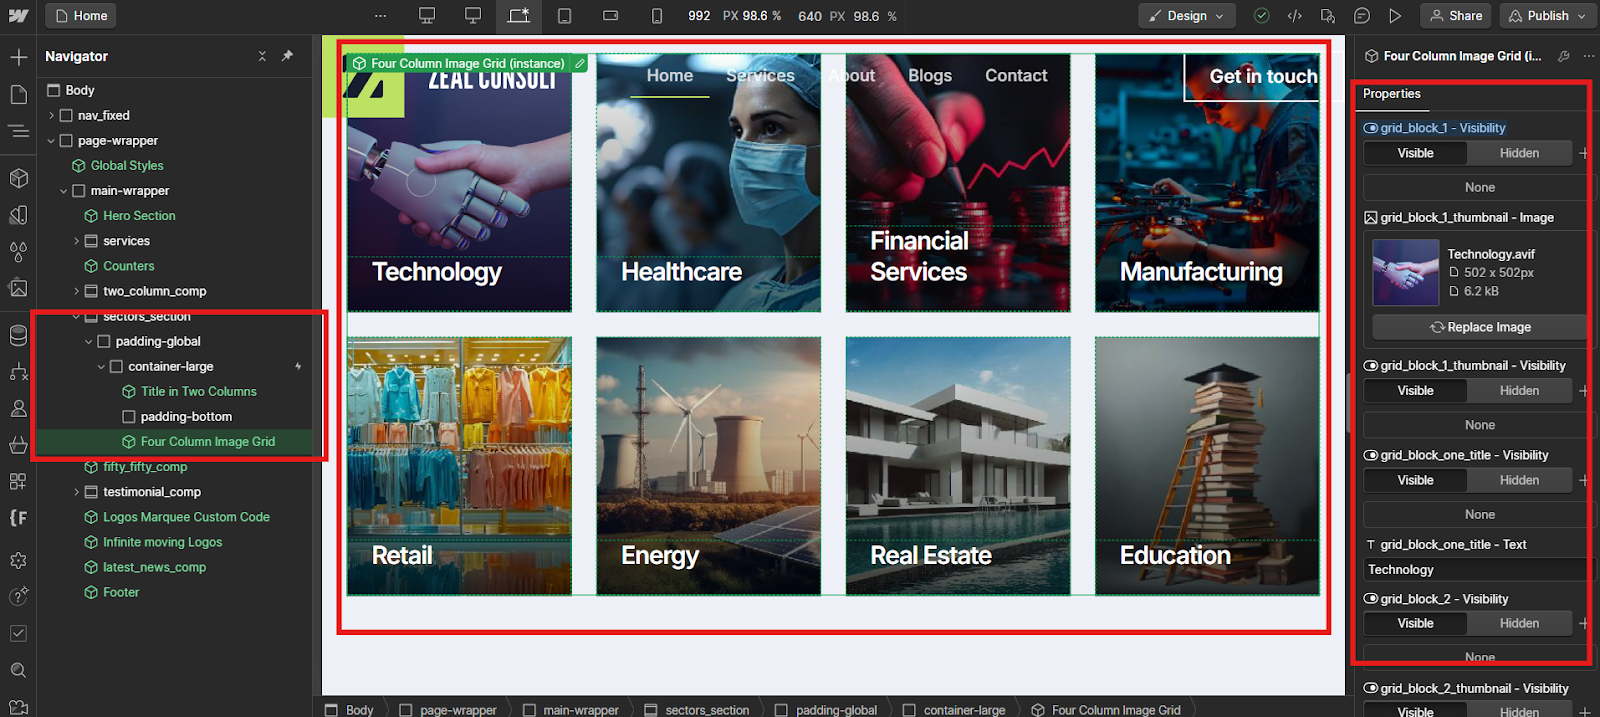 Home
992 PX 98.6 %
640 PX 98.6 %
Design
Share
Publish
Navigator
Body
nav_fixed
page-wrapper
Global Styles
main-wrapper
Hero Section
services
Counters
two_column_comp
sectors_section
padding-global
container-large
Title in Two Columns
padding-bottom
Four Column Image Grid
fifty_fifty_comp
testimonial_comp
Logos Marquee Custom Code
Infinite moving Logos
latest_news_comp
Footer
Four Column Image Grid (instance)
ZEAL CONSULT
Home
Services
About
Blogs
Contact
Get in touch
Technology
Healthcare
Financial
Services
Manufacturing
Retail
Energy
Real Estate
Education
Body
page-wrapper
main-wrapper
sectors_section
padding-global
container-large
Four Column Image Grid
Four Column Image Grid (i...
Properties
grid_block_1 - Visibility
Visible
Hidden
None
grid_block_1_thumbnail - Image
Technology.avif
502 x 502px
6.2 kB
Replace Image
grid_block_1_thumbnail - Visibility
Visible
Hidden
None
grid_block_one_title - Visibility
Visible
Hidden
None
grid_block_one_title - Text
Technology
grid_block_2 - Visibility
Visible
Hidden
None
grid_block_2_thumbnail - Visibility
Visible
Hidden